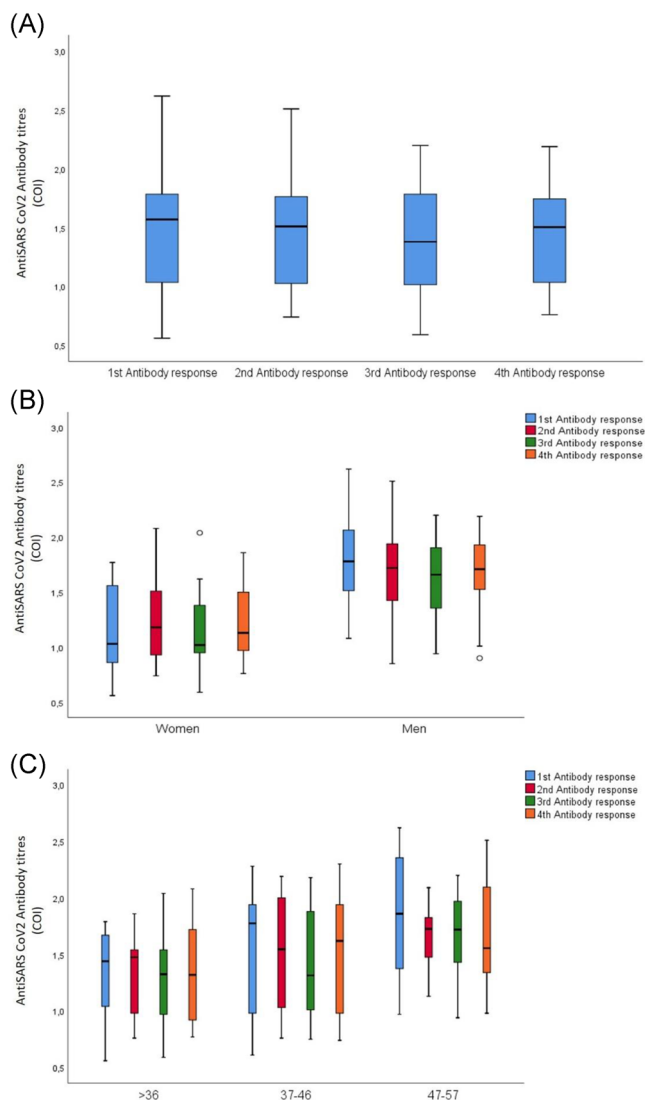 (A)
AntiSARS CoV2 Antibody titres
(COI)
3,0
2,5
2,0
1,5
1,0
0,5
1st Antibody response 2nd Antibody response 3rd Antibody response 4th Antibody response
(B)
AntiSARS CoV2 Antibody titres
(COI)
3,0
2,5
2,0
1,5
1,0
0,5
Women Men
1st Antibody response
2nd Antibody response
3rd Antibody response
4th Antibody response
(C)
AntiSARS CoV2 Antibody titres
(COI)
3,0
2,5
2,0
1,5
1,0
0,5
>36 37-46 47-57
1st Antibody response
2nd Antibody response
3rd Antibody response
4th Antibody response